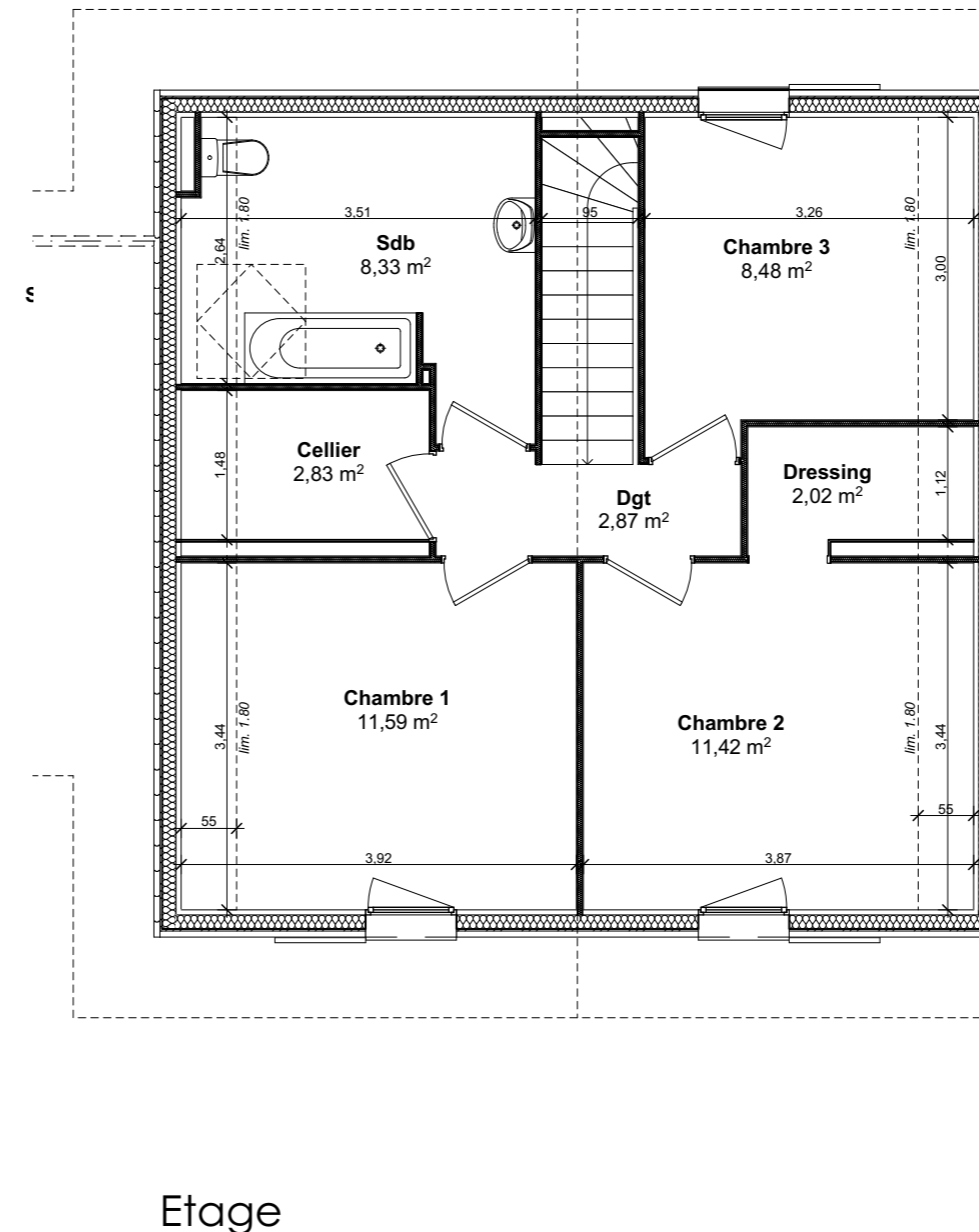 3,51
95
3,26
lim. 1.80
lim. 1.80
2,64
Sdb
8,33 m²
Chambre 3
8,48 m²
3,00
s
Cellier
2,83 m²
1,48
Dgt
2,87 m²
Dressing
2,02 m²
1,12
Chambre 1
11,59 m²
Chambre 2
11,42 m²
3,44
lim. 1.80
lim. 1.80
3,44
55
55
3,92
3,87
Etage